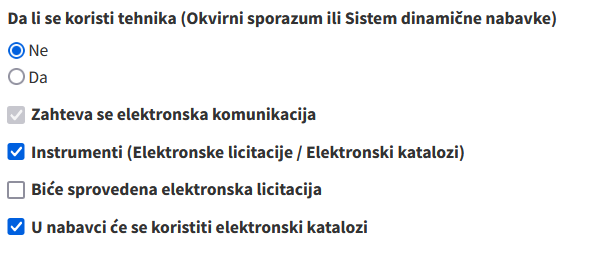 Da li se koristi tehnika (Okvirni sporazum ili Sistem dinamične nabavke)
Ne
Da
Zahteva se elektronska komunikacija
Instrumenti (Elektronske licitacije / Elektronski katalozi)
Biće sprovedena elektronska licitacija
U nabavci će se koristiti elektronski katalozi